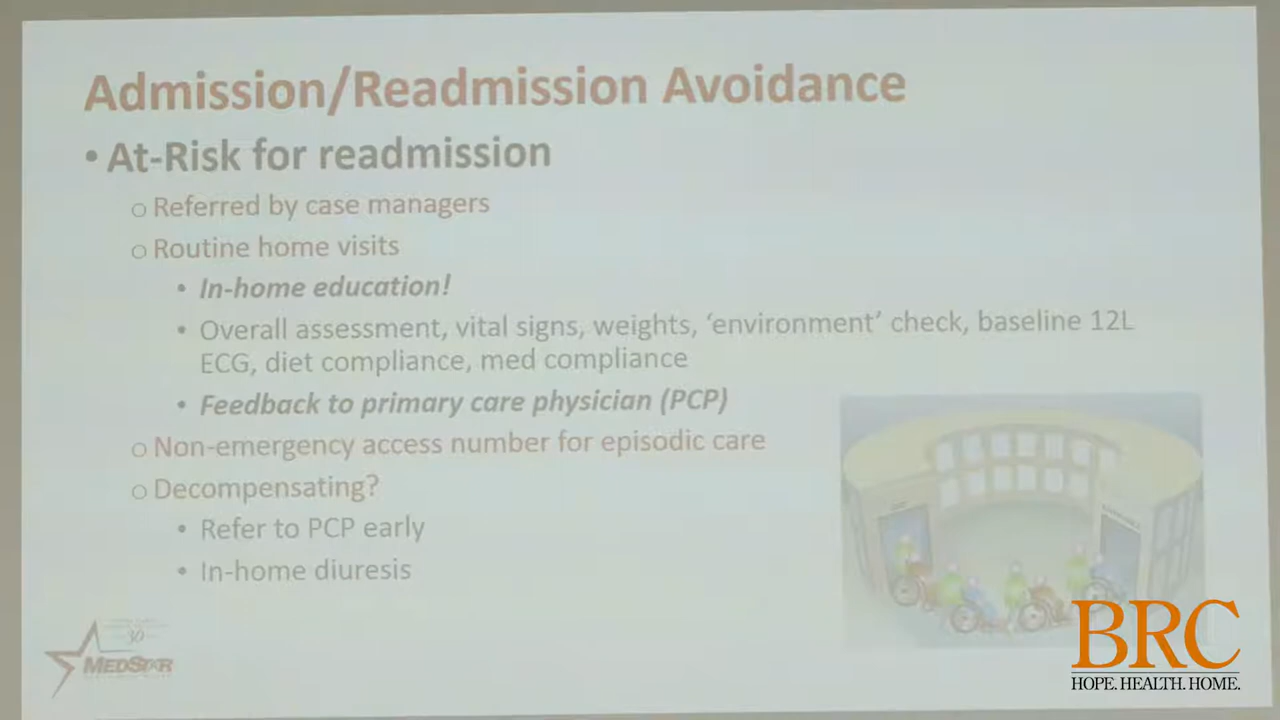 Admission/Readmission Avoidance
• At-Risk for readmission
o Referred by case managers
o Routine home visits
• In-home education!
• Overall assessment, vital signs, weights, ‘environment’ check, baseline 12L
ECG, diet compliance, med compliance
• Feedback to primary care physician (PCP)
o Non-emergency access number for episodic care
o Decompensating?
• Refer to PCP early
• In-home diuresis
30
MEDSTAR
BRC
HOPE. HEALTH. HOME.